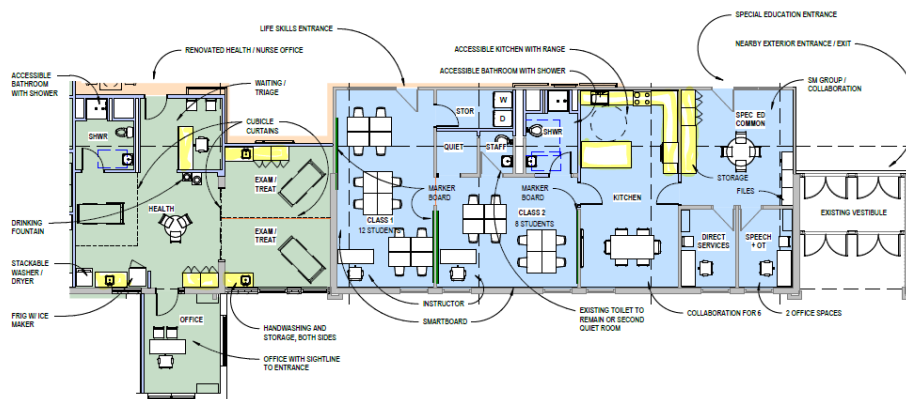 LIFE SKILLS ENTRANCE
SPECIAL EDUCATION ENTRANCE
RENOVATED HEALTH / NURSE OFFICE
ACCESSIBLE KITCHEN WITH RANGE
NEARBY EXTERIOR ENTRANCE / EXIT
ACCESSIBLE
BATHROOM
WITH SHOWER
WAITING /
TRIAGE
ACCESSIBLE BATHROOM WITH SHOWER
SM GROUP /
COLLABORATION
CUBICLE
CURTAINS
SHWR
STOR
W
D
QUIET
STAFF
SHWR
SPEC ED
COMMON
EXAM /
TREAT
MARKER
BOARD
MARKER
BOARD
STORAGE
FILES
KITCHEN
DRINKING
FOUNTAIN
HEALTH
CLASS 1
12 STUDENTS
CLASS 2
8 STUDENTS
EXISTING VESTIBULE
EXAM /
TREAT
DIRECT
SERVICES
SPEECH
+ OT
STACKABLE
WASHER /
DRYER
FRIG W/ ICE
MAKER
OFFICE
HANDWASHING AND
STORAGE, BOTH SIDES
INSTRUCTOR
SMARTBOARD
EXISTING TOILET TO
REMAIN OR SECOND
QUIET ROOM
COLLABORATION FOR 6
2 OFFICE SPACES
OFFICE WITH SIGHTLINE
TO ENTRANCE